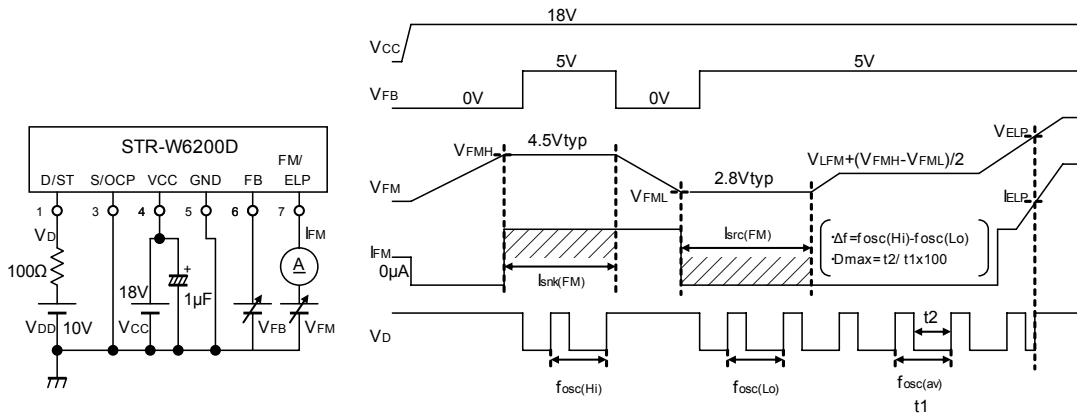 STR-W6200D
FM/
D/ST S/OCP VCC GND FB ELP
1 3 4 5 6 7
VD
IFM
100Ω
A
+
18V
1µF
VDD 10V
VCC
VFB
VFM
18V
VCC
5V
5V
VFB
0V
0V
VFMH
4.5Vtyp
VELP
VLFM+(VFMH-VFML)/2
VFM
VFML
2.8Vtyp
IELP
IFM
0µA
Isnk(FM)
Isrc(FM)
·Δf=fosc(Hi)-fosc(Lo)
·Dmax=t2/ t1x100
VD
t2
fosc(Hi)
fosc(Lo)
fosc(av)
t1